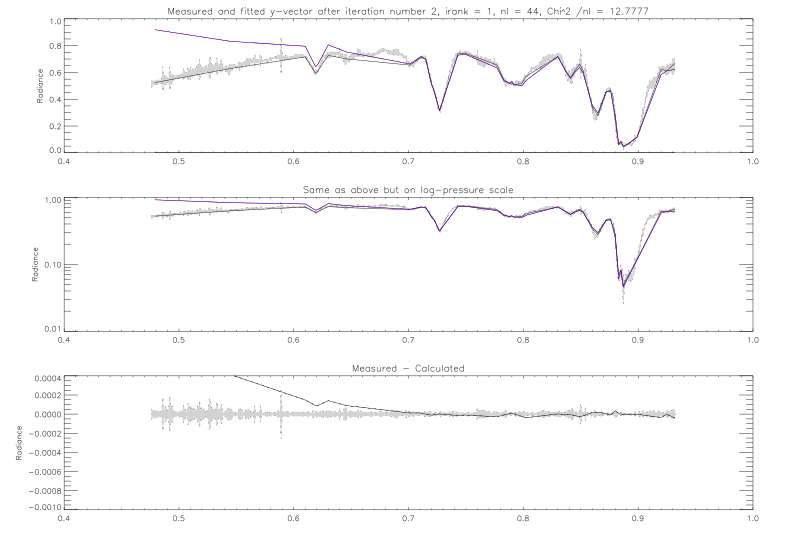 Measured and fitted y-vector after iteration number 2, irank = 1, nl = 44, Chi^2 /nl = 12.7777
1.0
0.8
0.6
0.4
0.2
0.0
Radiance
0.4 0.5 0.6 0.7 0.8 0.9 1.0
Same as above but on log-pressure scale
1.00
0.10
0.01
Radiance
0.4 0.5 0.6 0.7 0.8 0.9 1.0
Measured - Calculated
0.0004
0.0002
0.0000
-0.0002
-0.0004
-0.0006
-0.0008
-0.0010
Radiance
0.4 0.5 0.6 0.7 0.8 0.9 1.0